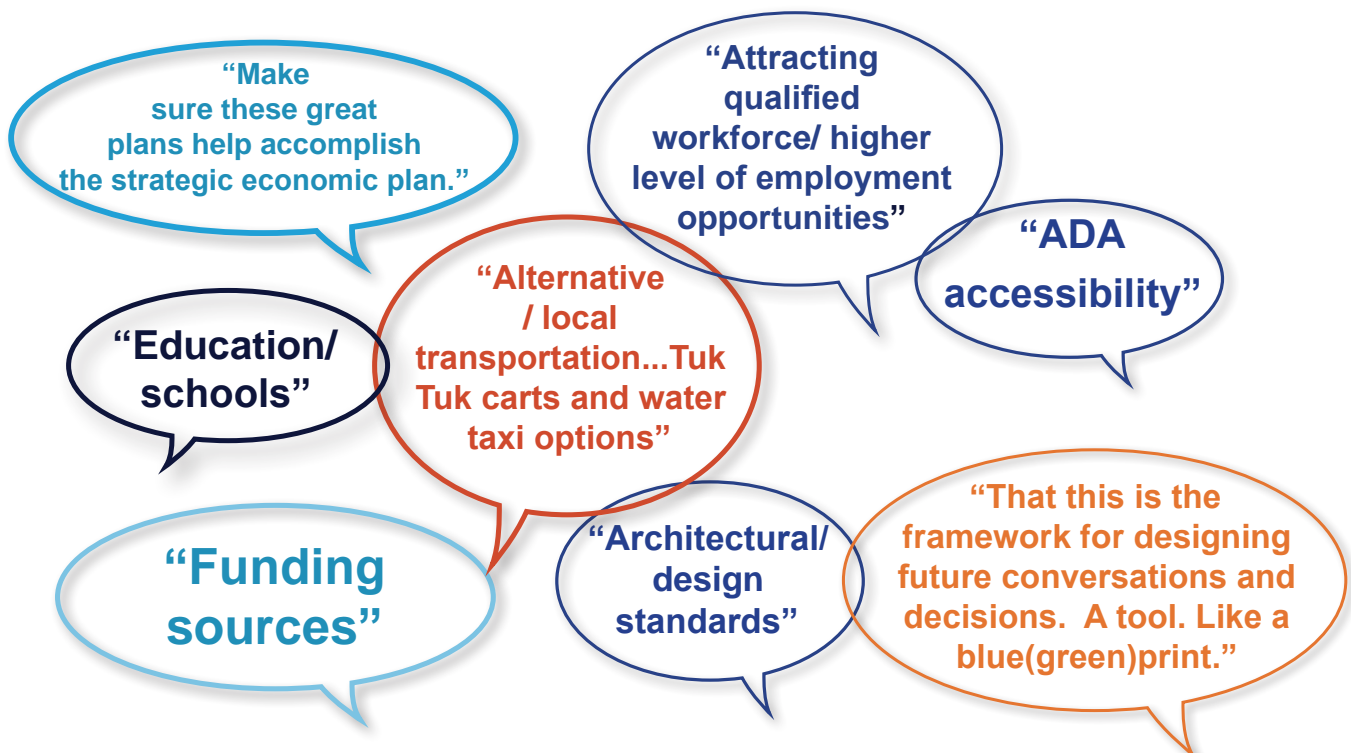 “Make
sure these great
plans help accomplish
the strategic economic plan.”
“Attracting
qualified
workforce/ higher
level of employment
opportunities”
“ADA
accessibility”
“Education/
schools”
“Alternative
/ local
transportation...Tuk
Tuk carts and water
taxi options”
“Funding
sources”
“Architectural/
design
standards”
“That this is the
framework for designing
future conversations and
decisions.  A tool. Like a
blue(green)print.”